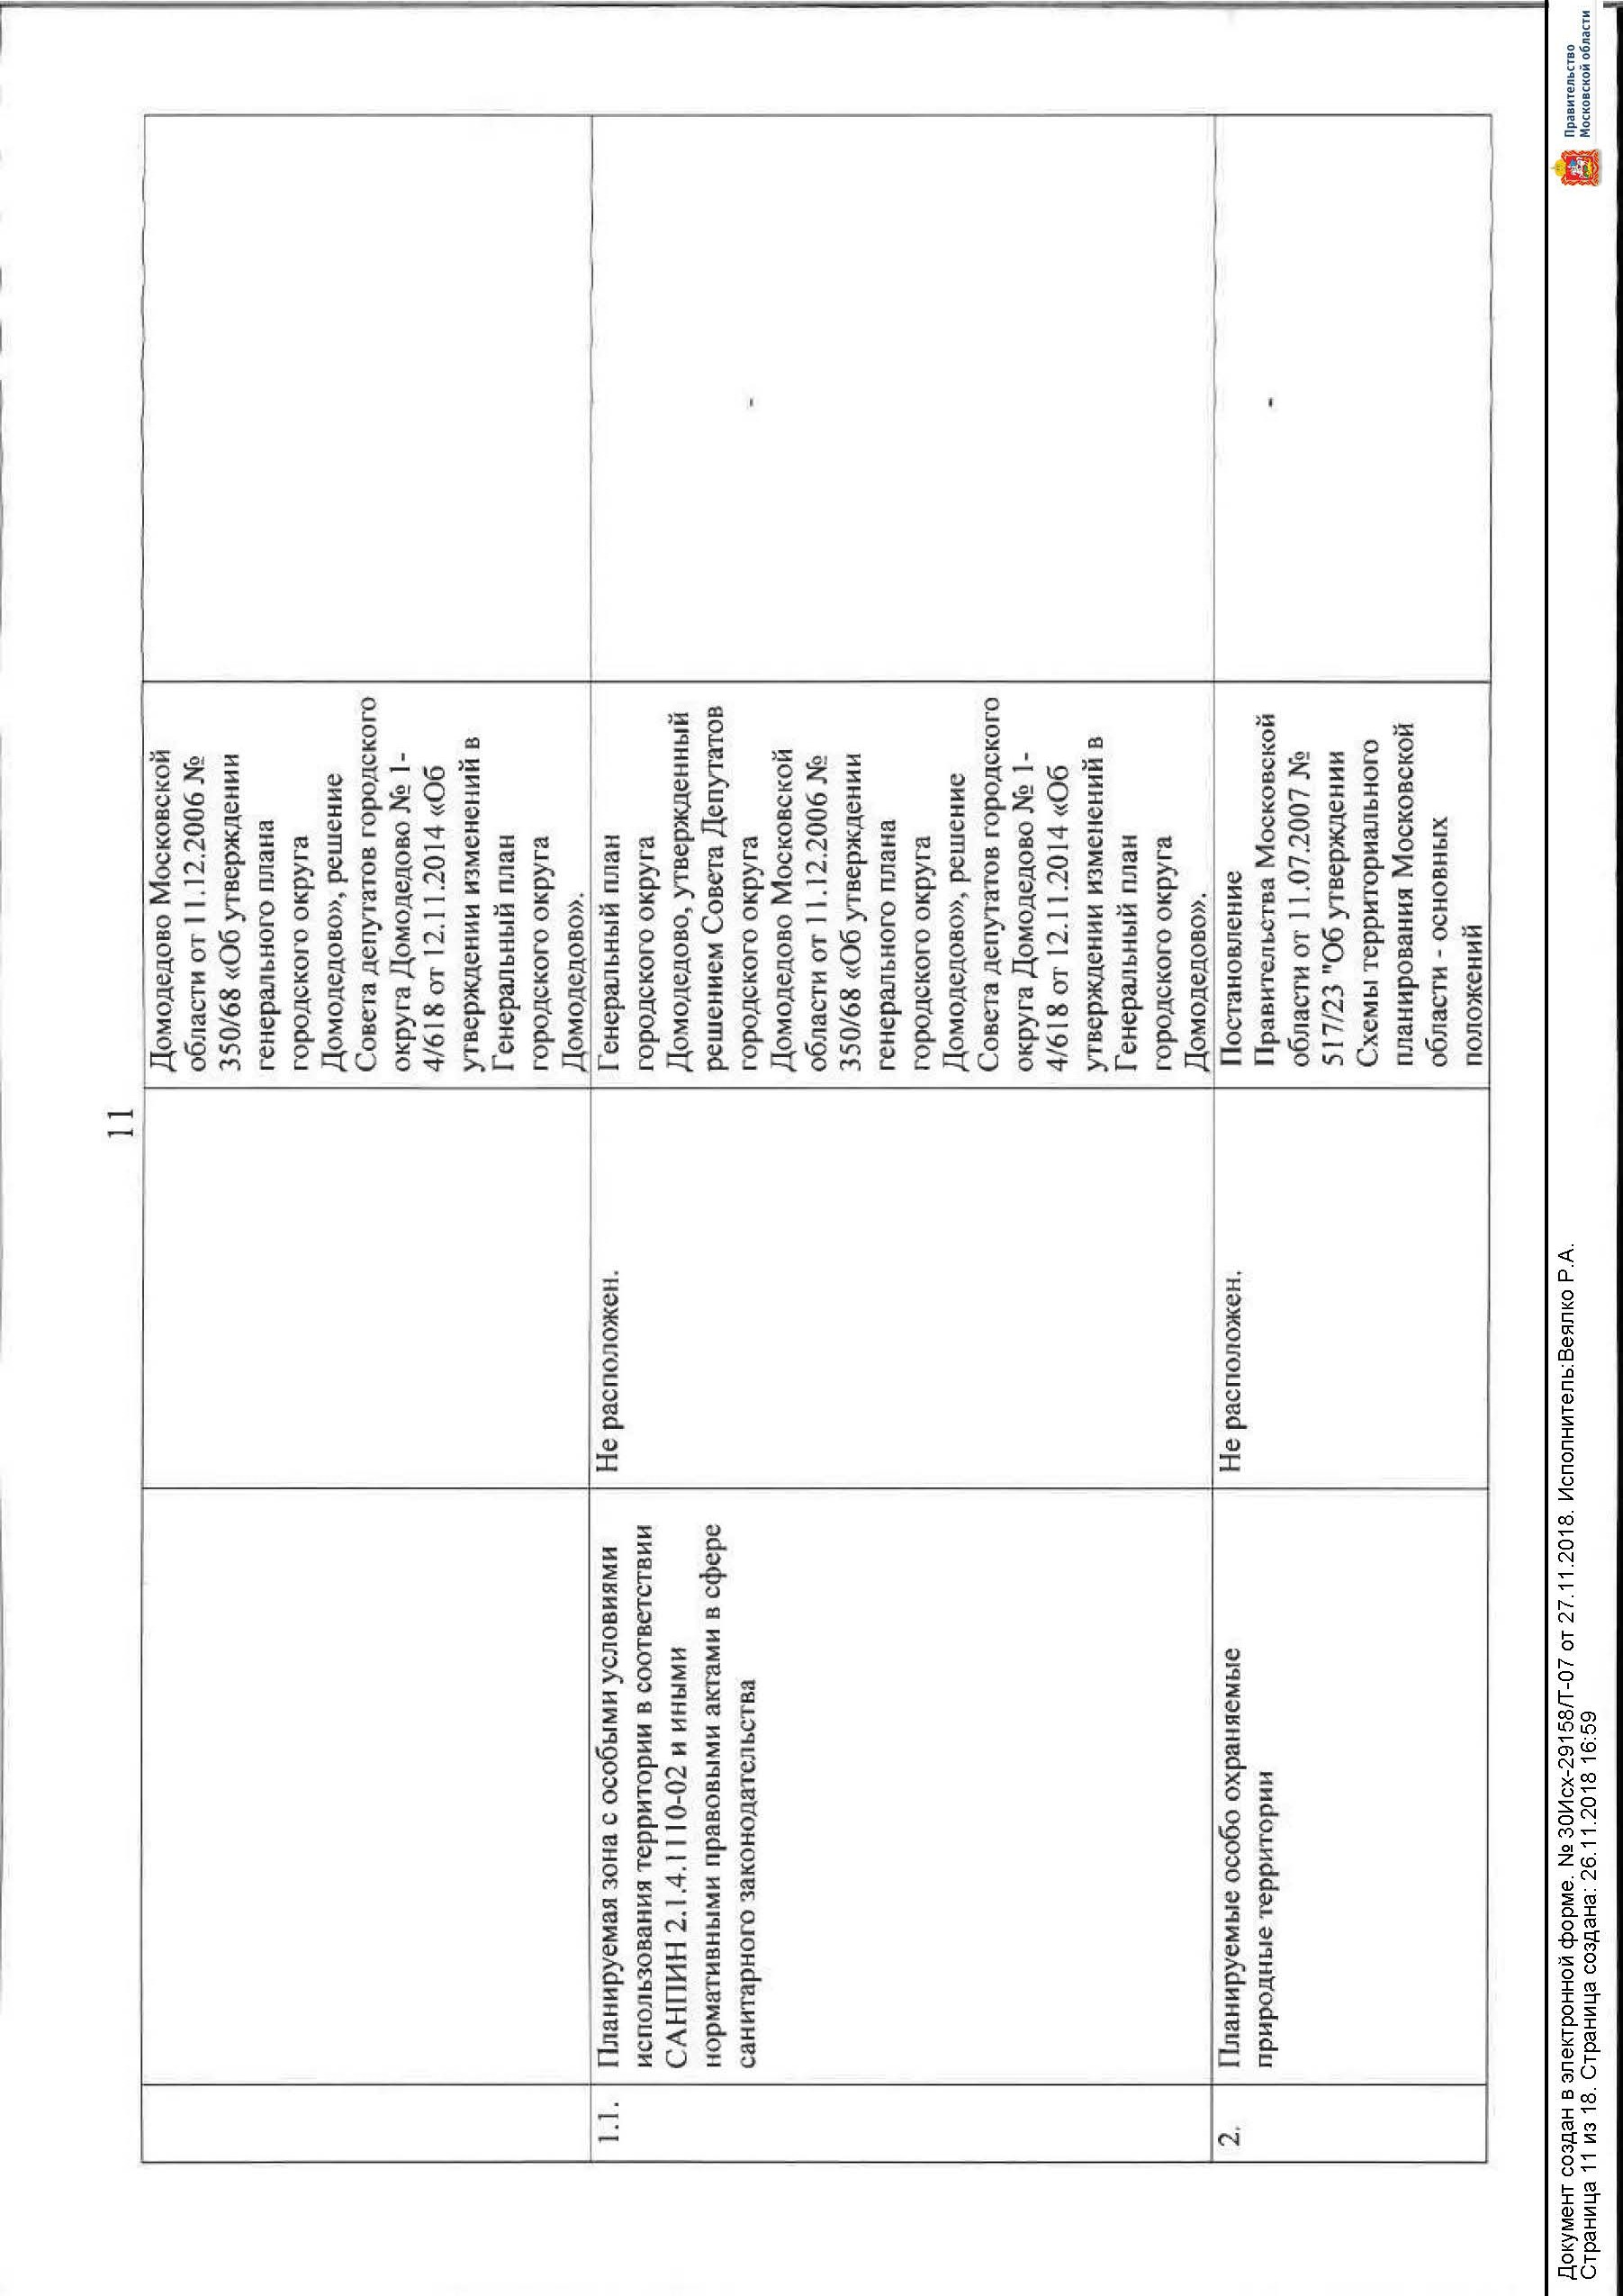 11
Домодедово Московской
области от 11.12.2006 №
350/68 «Об утверждении
генерального плана
городского округа
Домодедово», решение
Совета депутатов городского
округа Домодедово № 1-
4/618 от 12.11.2014 «Об
утверждении изменений в
Генеральный план
городского округа
Домодедово».
1.1.
Планируемая зона с особыми условиями
использования территории в соответствии
САНПИН 2.1.4.1110-02 и иными
нормативными правовыми актами в сфере
санитарного законодательства
Не расположен.
Генеральный план
городского округа
Домодедово, утвержденный
решением Совета Депутатов
городского округа
Домодедово Московской
области от 11.12.2006 №
350/68 «Об утверждении
генерального плана
городского округа
Домодедово», решение
Совета депутатов городского
округа Домодедово № 1-
4/618 от 12.11.2014 «Об
утверждении изменений в
Генеральный план
городского округа
Домодедово».
-
2.
Планируемые особо охраняемые
природные территории
Не расположен.
Постановление
Правительства Московской
области от 11.07.2007 №
517/23 "Об утверждении
Схемы территориального
планирования Московской
области - основных
положений
-
Документ создан в электронной форме. № 30Исх-29158/Т-07 от 27.11.2018. Исполнитель:Веялко Р.А.
Страница 11 из 18. Страница создана: 26.11.2018 16:59
Правительство
Московской области